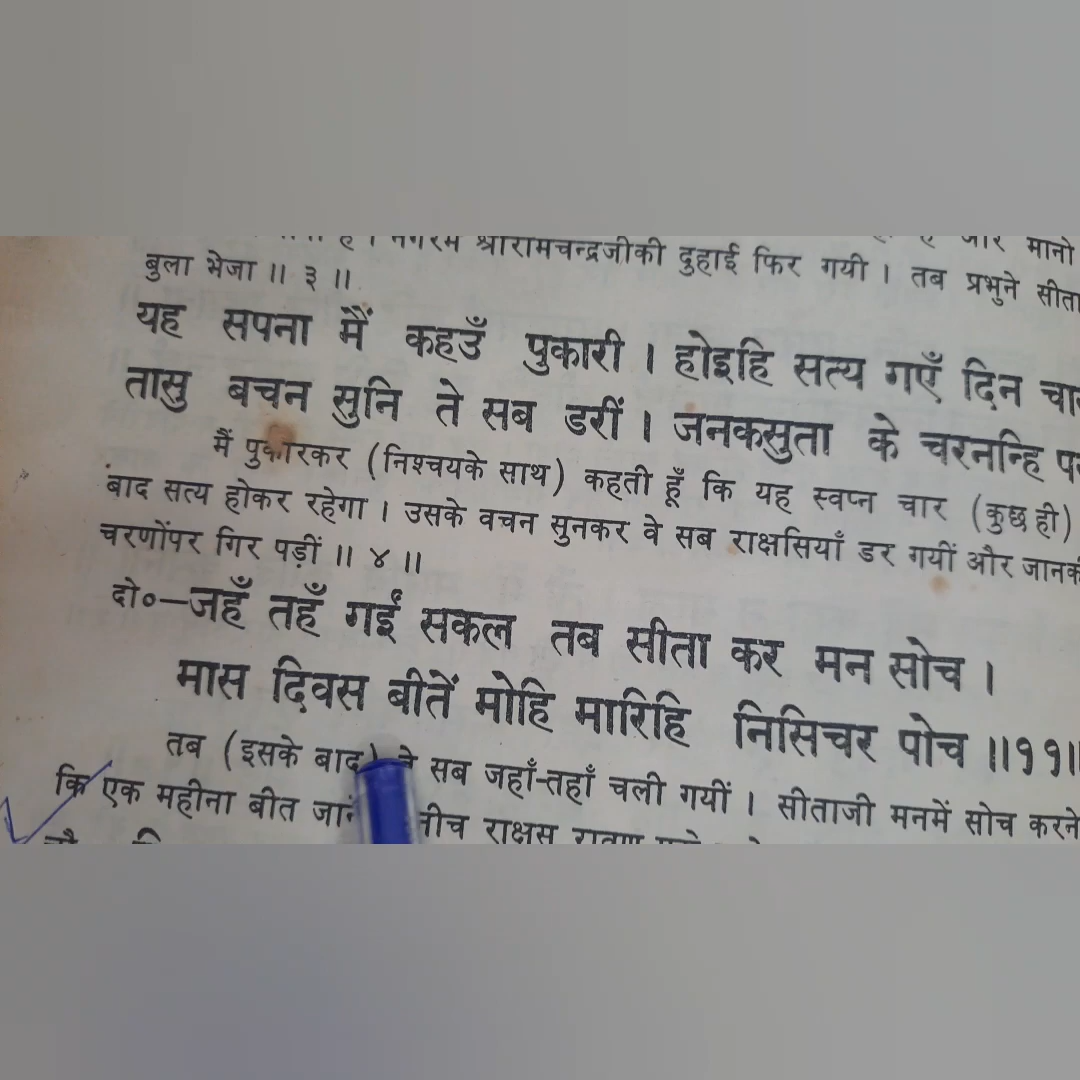 श्रीरामचन्द्रजीकी दुहाई फिर गयी । तब प्रभुने सीता
बुला भेजा ॥ ३ ॥
यह सपना मैं कहउँ पुकारी । होइहि सत्य गएँ दिन चा
तासु बचन सुनि ते सब डरीं । जनकसुता के चरनन्हि
मैं पुकारकर (निश्चयके साथ) कहती हूँ कि यह स्वप्न चार (कुछ ही)
बाद सत्य होकर रहेगा । उसके वचन सुनकर वे सब राक्षसियाँ डर गयीं और जानकी
चरणोंपर गिर पड़ीं ॥ ४ ॥
दो०—जहँ तहँ गईं सकल तब सीता कर मन सोच ।
मास दिवस बीतें मोहि मारिहि निसिचर पोच ॥११॥
तब (इसके बाद) सब जहाँ-तहाँ चली गयीं । सीताजी मनमें सोच करने
कि एक महीना बीत राक्षस